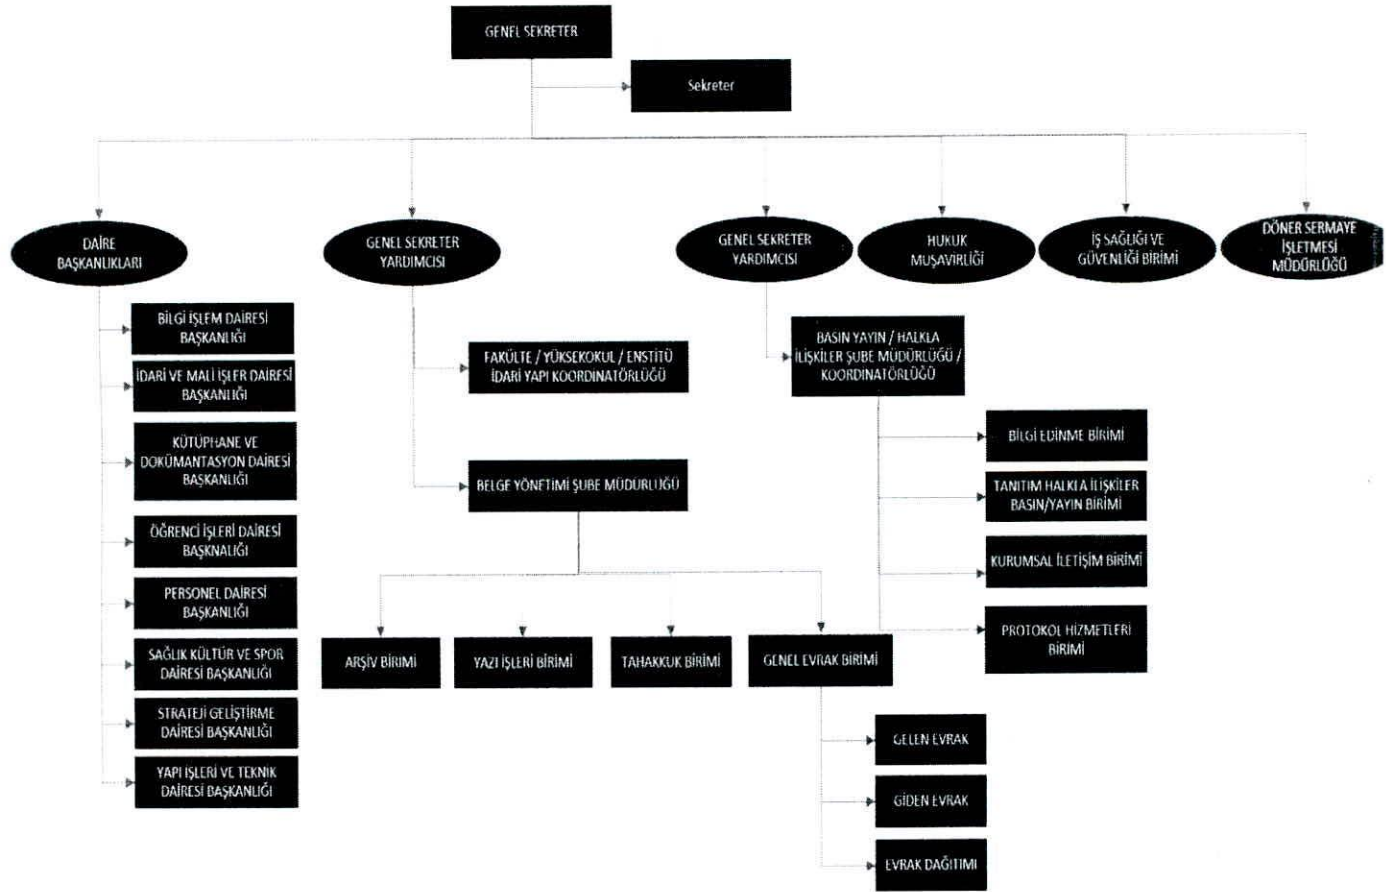 GENEL SEKRETER
Sekreter
DAİRE
BAŞKANLIKLARI
GENEL SEKRETER
YARDIMCISI
GENEL SEKRETER
YARDIMCISI
HUKUK
MUŞAVİRLİĞİ
İŞ SAĞLIĞI VE
GÜVENLİĞİ BİRİMİ
DÖNER SERMAYE
İŞLETMESİ
MÜDÜRLÜĞÜ
BİLGİ İŞLEM DAİRESİ
BAŞKANLIĞI
İDARİ VE MALİ İŞLER DAİRESİ
BAŞKANLIĞI
KÜTÜPHANE VE
DOKÜMANTASYON DAİRESİ
BAŞKANLIĞI
ÖĞRENCİ İŞLERİ DAİRESİ
BAŞKNALIĞI
PERSONEL DAİRESİ
BAŞKANLIĞI
SAĞLIK KÜLTÜR VE SPOR
DAİRESİ BAŞKANLIĞI
STRATEJİ GELİŞTİRME
DAİRESİ BAŞKANLIĞI
YAPI İŞLERİ VE TEKNİK
DAİRESİ BAŞKANLIĞI
FAKÜLTE / YÜKSEKOKUL / ENSTİTÜ
İDARİ YAPI KOORDİNATÖRLÜĞÜ
BELGE YÖNETİMİ ŞUBE MÜDÜRLÜĞÜ
ARŞİV BİRİMİ
YAZI İŞLERİ BİRİMİ
TAHAKKUK BİRİMİ
GENEL EVRAK BİRİMİ
GELEN EVRAK
GİDEN EVRAK
EVRAK DAĞITIMI
BASIN YAYIN / HALKLA
İLİŞKİLER ŞUBE MÜDÜRLÜĞÜ /
KOORDİNATÖRLÜĞÜ
BİLGİ EDİNME BİRİMİ
TANITIM HALKLA İLİŞKİLER
BASIN/YAYIN BİRİMİ
KURUMSAL İLETİŞİM BİRİMİ
PROTOKOL HİZMETLERİ
BİRİMİ